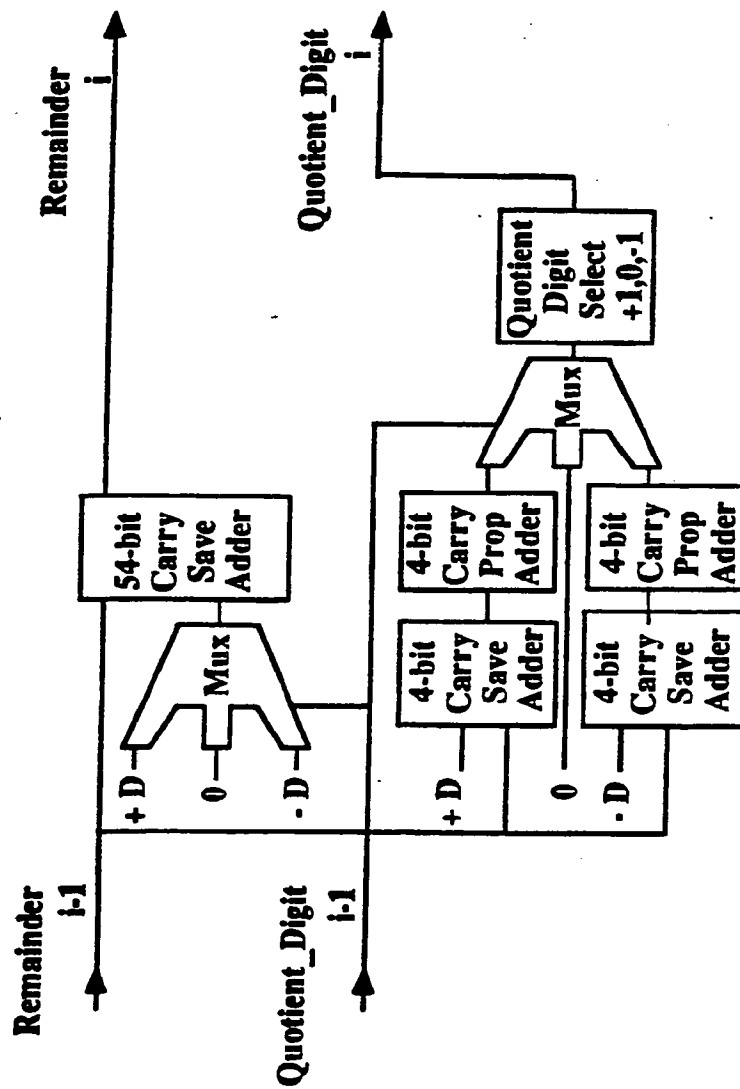 Remainder
i-1
Remainder
i
+ D
0
- D
Mux
54-bit
Carry
Save
Adder
Quotient_Digit
i-1
Quotient_Digit
i
+ D
0
- D
4-bit
Carry
Save
Adder
4-bit
Carry
Prop
Adder
4-bit
Carry
Save
Adder
4-bit
Carry
Prop
Adder
Mux
Quotient
Digit
Select
+1,0,-1